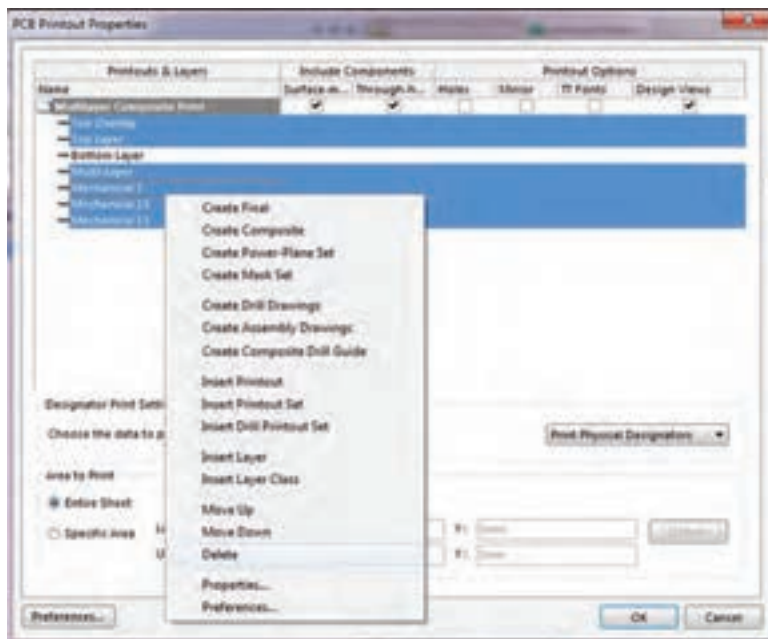 PCB Printout Properties
Printouts & Layers Include Components Printout Options
Name Surface-m... Through-h... Holes Mirror TT Fonts Design Views
Multilayer Composite Print
Top Overlay
Top Layer
Bottom Layer
Multi-Layer
Mechanical 1
Mechanical 13
Mechanical 15
Create Final
Create Composite
Create Power-Plane Set
Create Mask Set
Create Drill Drawings
Create Assembly Drawings
Create Composite Drill Guide
Insert Printout
Insert Printout Set
Insert Drill Printout Set
Insert Layer
Insert Layer Class
Move Up
Move Down
Delete
Properties...
Preferences...
Designator Print Setti
Choose the data to p
Print Physical Designators
Area to Print
Entire Sheet
Specific Area
L
U
Y:
Y:
Preferences...
OK Cancel